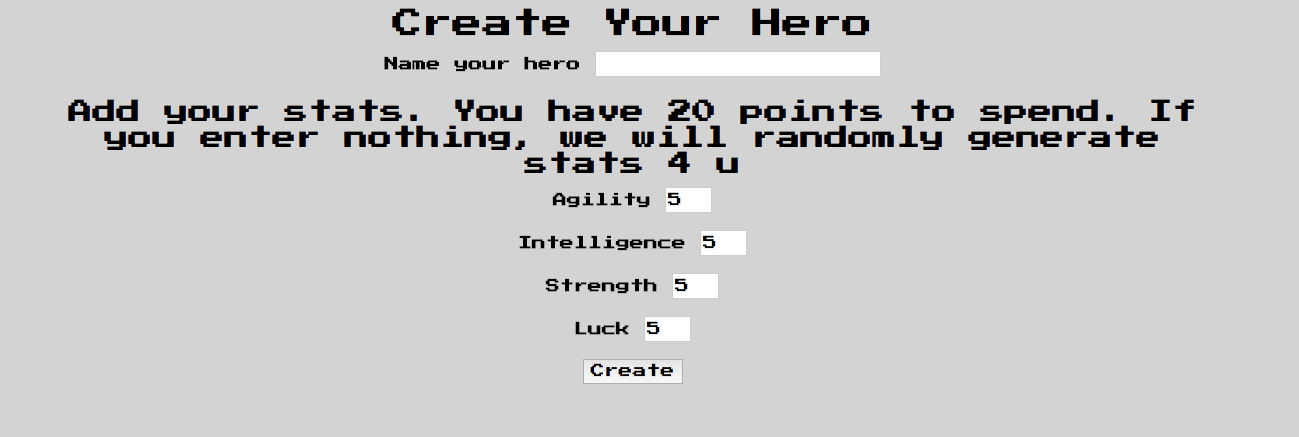 Create Your Hero
Name your hero
Add your stats. You have 20 points to spend. If
you enter nothing, we will randomly generate
stats 4 u
Agility 5
Intelligence 5
Strength 5
Luck 5
Create